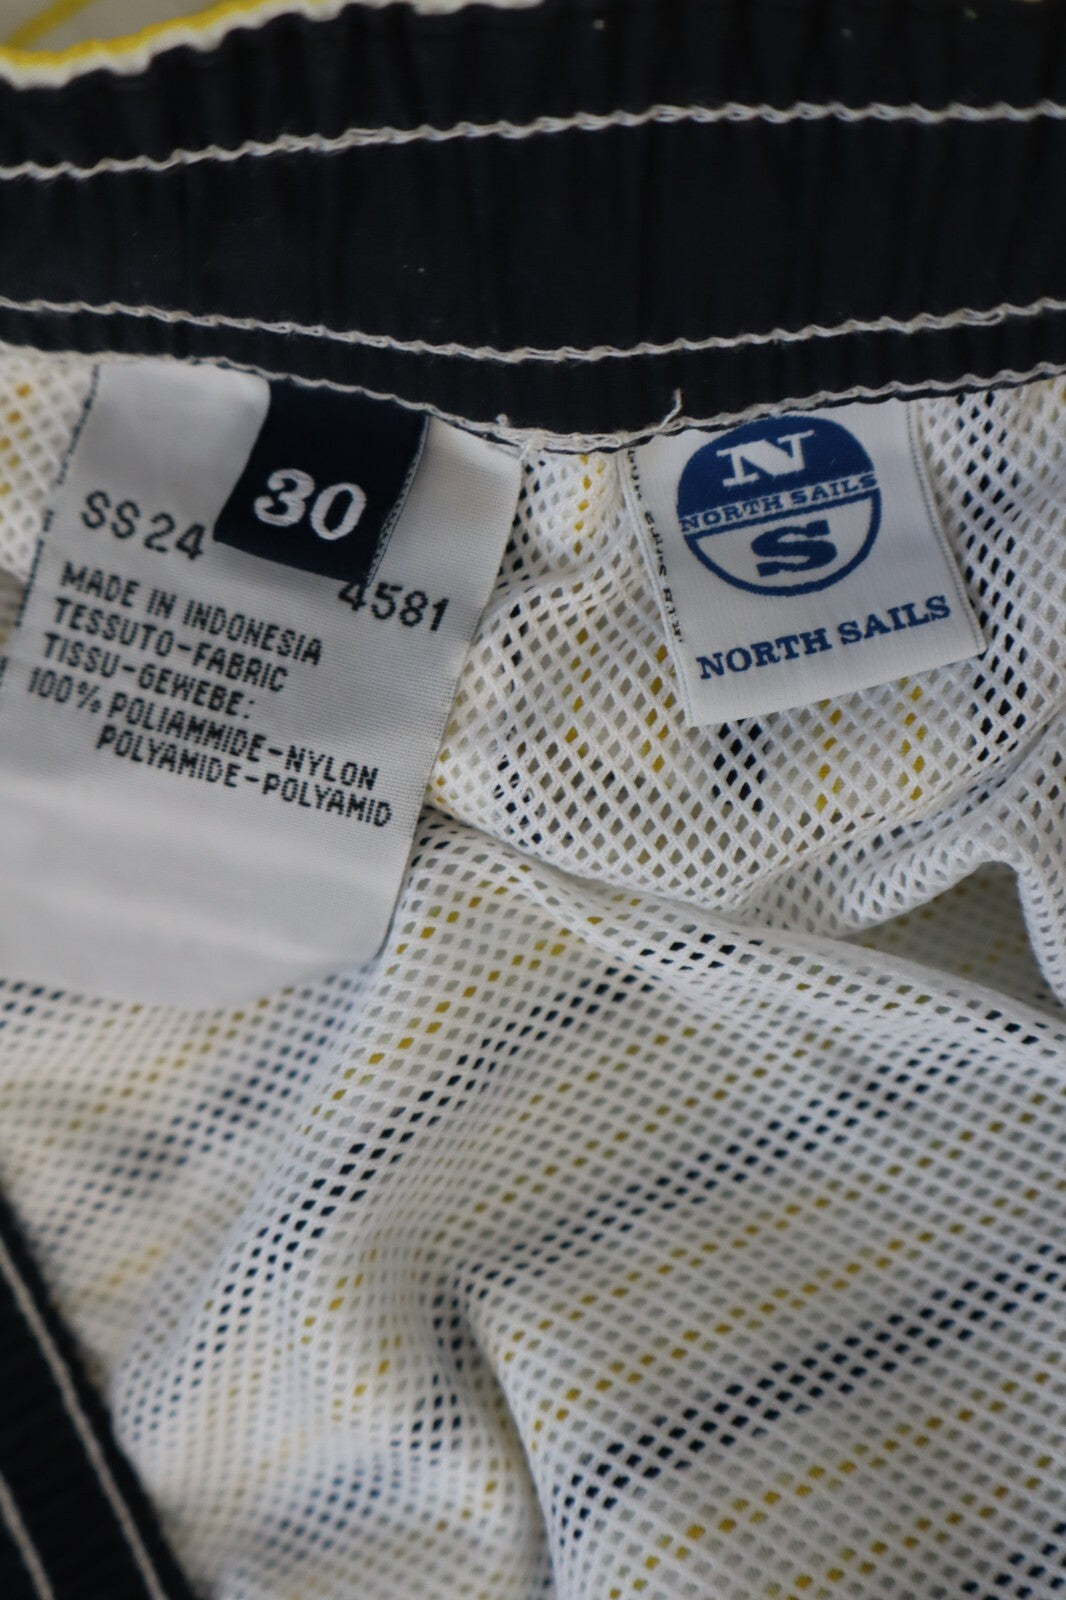 30
SS24
4581
MADE IN INDONESIA
TESSUTO-FABRIC
TISSU-GEWEBE:
100% POLIAMMIDE-NYLON
POLYAMIDE-POLYAMID
N
NORTH SAILS
S
NORTH SAILS